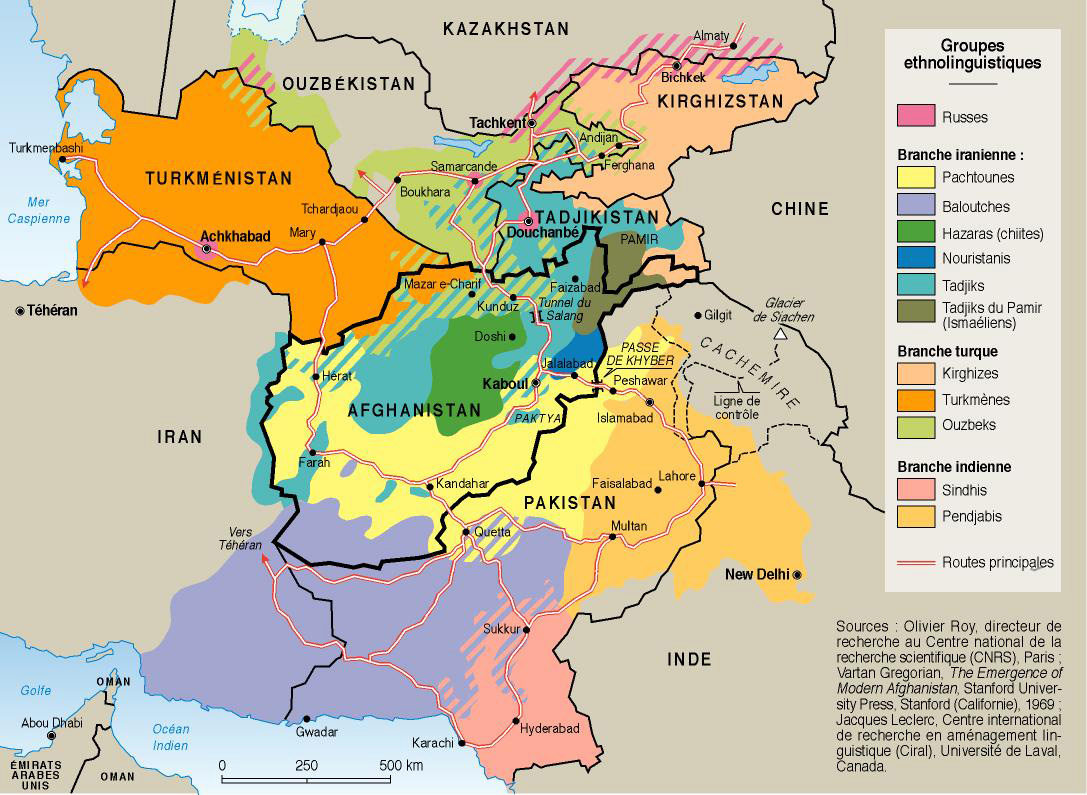 KAZAKHSTAN
Almaty
Bichkek
OUZBÉKISTAN
KIRGHIZSTAN
Tachkent
Andijan
Ferghana
Turkmenbashi
TURKMÉNISTAN
Samarcande
Boukhara
Mer
Caspienne
Tchardjaou
TADJIKISTAN
Douchanbé
CHINE
Achkhabad
Mary
PAMIR
Mazar e-Charif
Faizabad
Kunduz
Tunnel du
Salang
Téhéran
Gilgit
Glacier
de Siachen
Doshi
CACHEMIRE
PASSE
DE KHYBER
Jalalabad
Hérat
Kaboul
Peshawar
Ligne de
contrôle
AFGHANISTAN
PAKTYA
Islamabad
IRAN
Farah
Kandahar
Faisalabad
Lahore
PAKISTAN
Vers
Téhéran
Quetta
Multan
New Delhi
Sukkur
INDE
Golfe
OMAN
Abou Dhabi
Océan
Indien
Gwadar
Karachi
Hyderabad
ÉMIRATS
ARABES
UNIS
OMAN
0 250 500 km
Groupes
ethnolinguistiques
Russes
Branche iranienne :
Pachtounes
Baloutches
Hazaras (chiites)
Nouristanis
Tadjiks
Tadjiks du Pamir
(Ismaéliens)
Branche turque
Kirghizes
Turkmènes
Ouzbeks
Branche indienne
Sindhis
Pendjabis
Routes principales
Sources : Olivier Roy, directeur de
recherche au Centre national de la
recherche scientifique (CNRS), Paris ;
Vartan Gregorian, The Emergence of
Modern Afghanistan, Stanford Univer-
sity Press, Stanford (Californie), 1969 ;
Jacques Leclerc, Centre international
de recherche en aménagement lin-
guistique (Ciral), Université de Laval,
Canada.